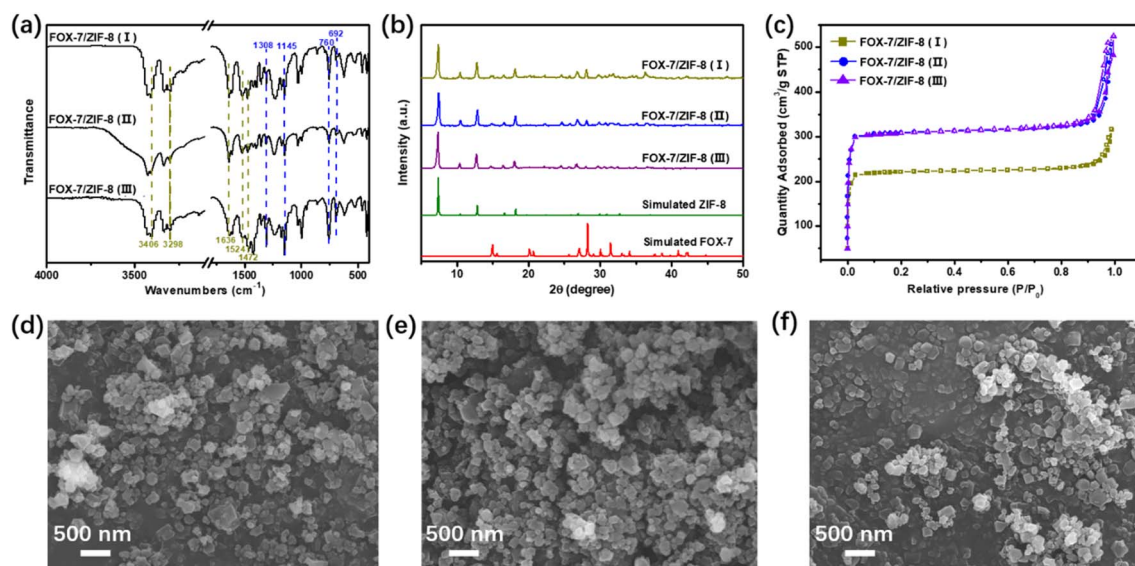 (a)
FOX-7/ZIF-8 (Ⅰ)
1308
1145
760
692
FOX-7/ZIF-8 (Ⅱ)
FOX-7/ZIF-8 (Ⅲ)
3406
3298
1636
1524
1472
Transmittance
4000 3500 1500 1000 500
Wavenumbers (cm-1)
(b)
FOX-7/ZIF-8 (Ⅰ)
FOX-7/ZIF-8 (Ⅱ)
FOX-7/ZIF-8 (Ⅲ)
Simulated ZIF-8
Simulated FOX-7
Intensity (a.u.)
10 20 30 40 50
2θ (degree)
(c)
FOX-7/ZIF-8 (Ⅰ)
FOX-7/ZIF-8 (Ⅱ)
FOX-7/ZIF-8 (Ⅲ)
Quantity Adsorbed (cm3/g STP)
500
400
300
200
100
0
0.0 0.2 0.4 0.6 0.8 1.0
Relative pressure (P/P0)
(d)
500 nm
(e)
500 nm
(f)
500 nm